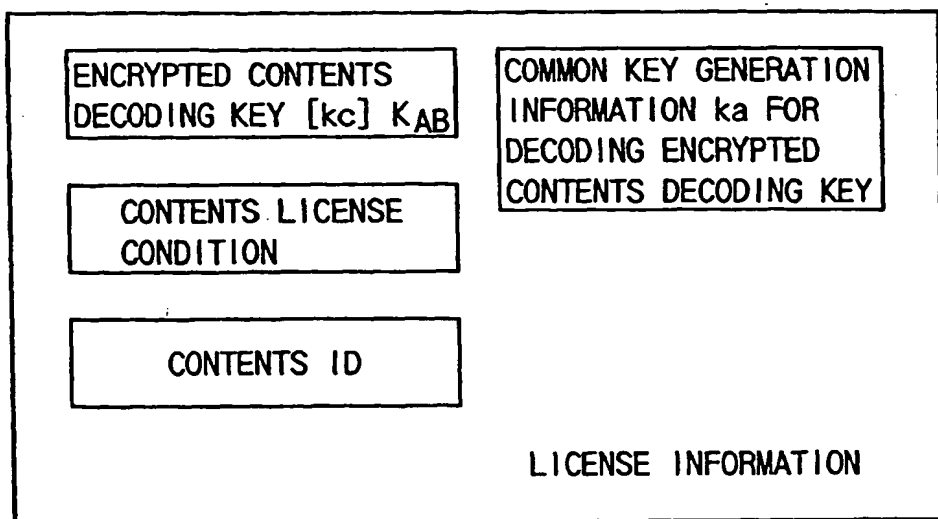 ENCRYPTED CONTENTS
DECODING KEY [kc] KAB
COMMON KEY GENERATION
INFORMATION ka FOR
DECODING ENCRYPTED
CONTENTS DECODING KEY
CONTENTS LICENSE
CONDITION
CONTENTS ID
LICENSE INFORMATION